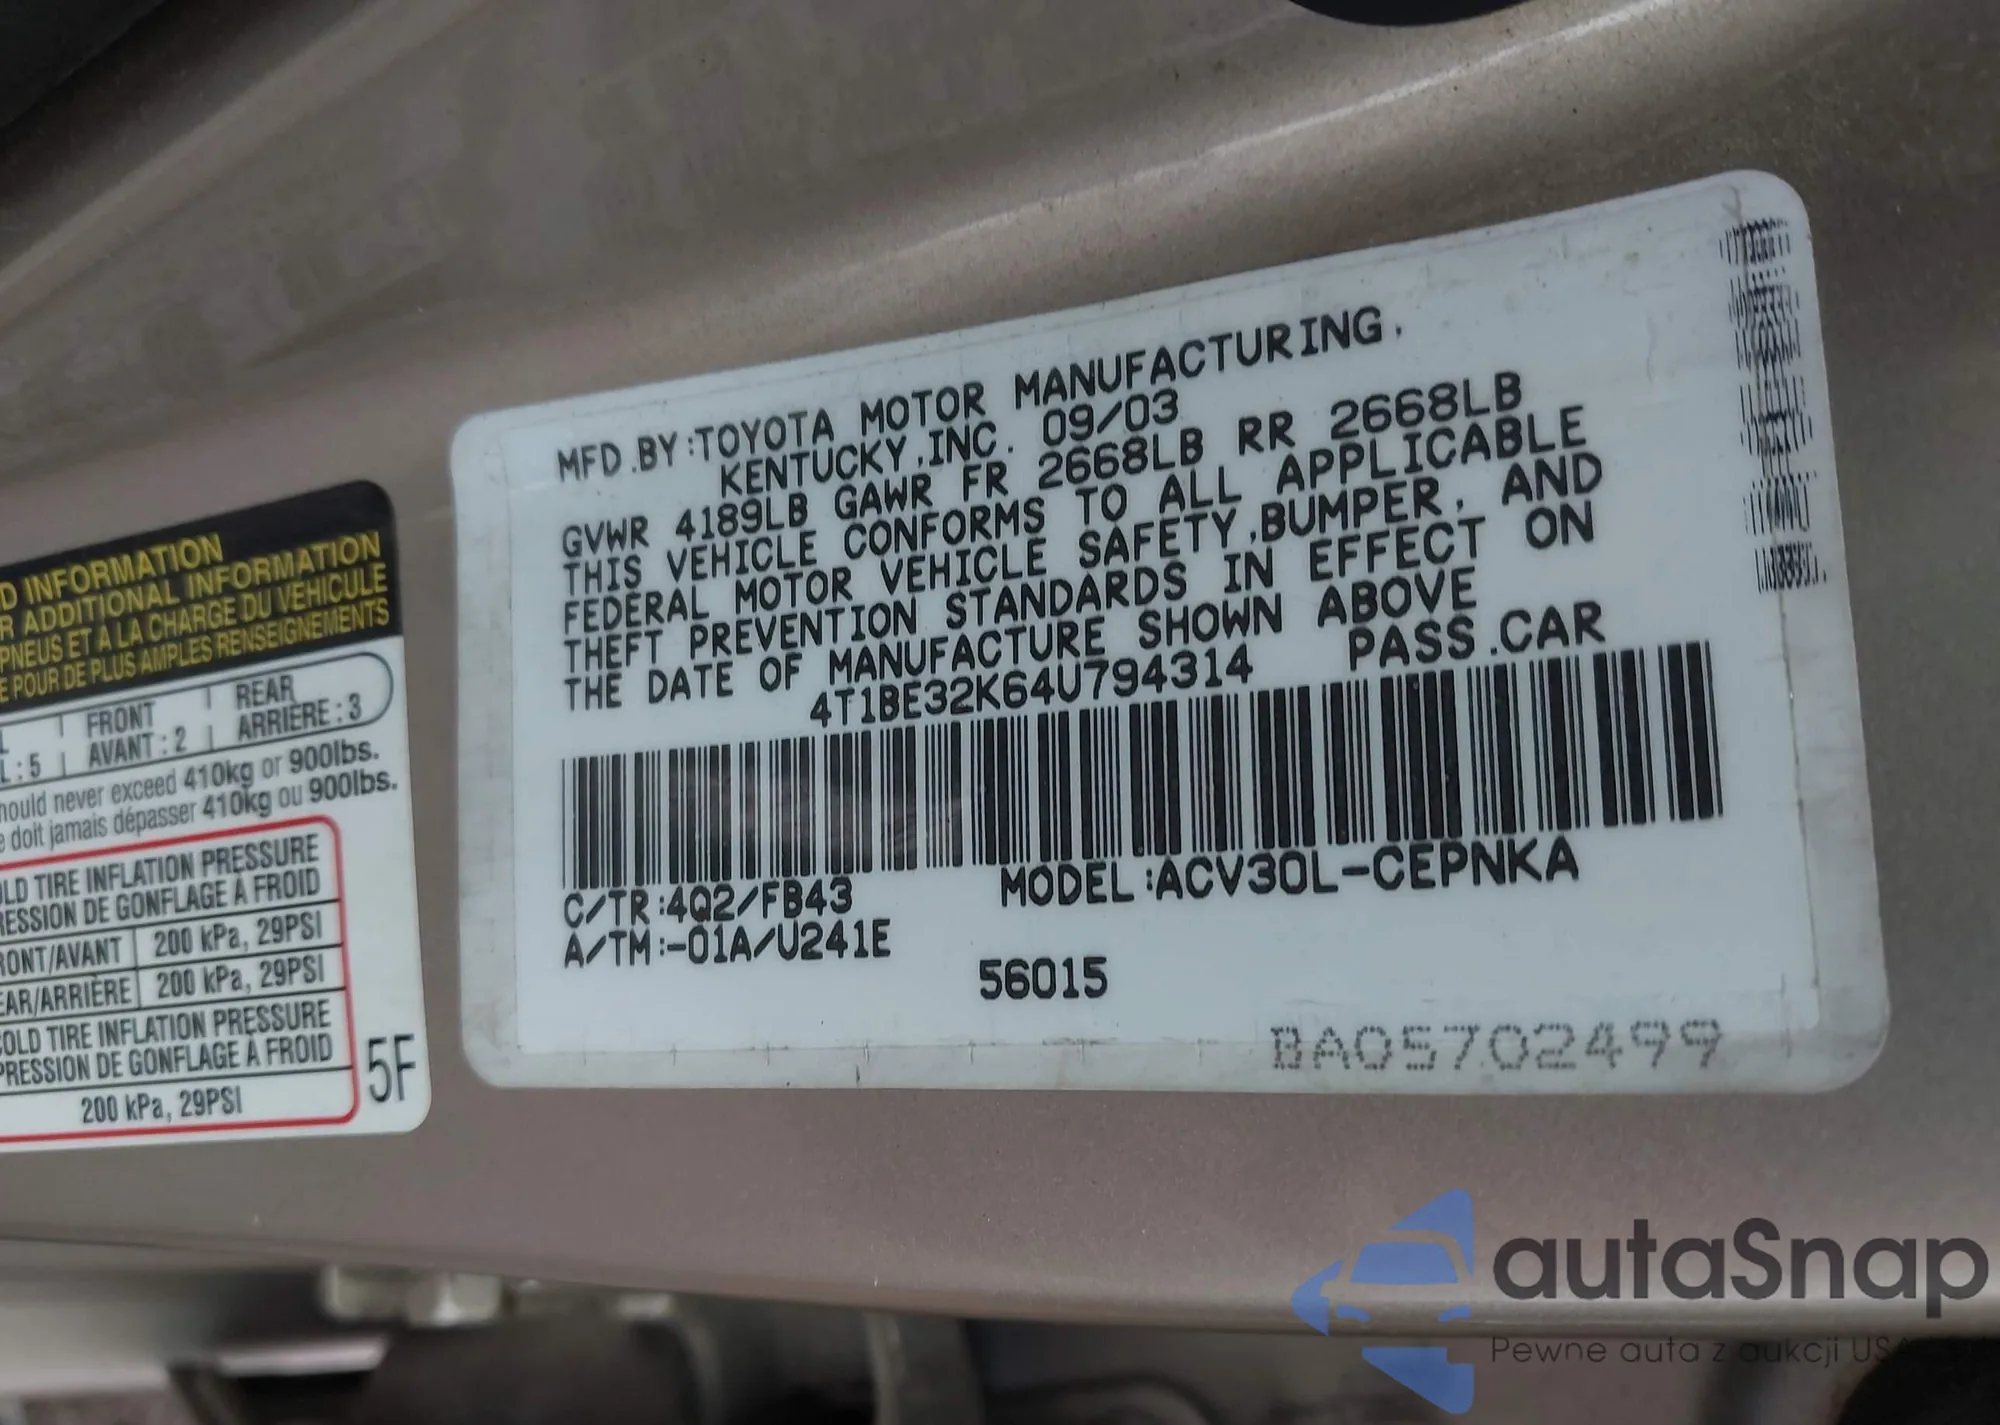 D INFORMATION
R ADDITIONAL INFORMATION
PNEUS ET A LA CHARGE DU VÉHICULE
E POUR DE PLUS AMPLES RENSEIGNEMENTS
L : 5
FRONT
AVANT : 2
REAR
ARRIÈRE : 3
hould never exceed 410kg or 900lbs.
e doit jamais dépasser 410kg ou 900lbs.
OLD TIRE INFLATION PRESSURE
RESSION DE GONFLAGE À FROID
RONT/AVANT 200 kPa, 29PSI
EAR/ARRIÈRE 200 kPa, 29PSI
COLD TIRE INFLATION PRESSURE
PRESSION DE GONFLAGE À FROID
200 kPa, 29PSI
5F
MFD.BY:TOYOTA MOTOR MANUFACTURING,
KENTUCKY,INC. 09/03
GVWR 4189LB GAWR FR 2668LB RR 2668LB
THIS VEHICLE CONFORMS TO ALL APPLICABLE
FEDERAL MOTOR VEHICLE SAFETY,BUMPER, AND
THEFT PREVENTION STANDARDS IN EFFECT ON
THE DATE OF MANUFACTURE SHOWN ABOVE
4T1BE32K64U794314 PASS.CAR
C/TR:4Q2/FB43 MODEL:ACV30L-CEPNKA
A/TM:-01A/U241E
56015
BA05702499
autaSnap
Pewne auta z aukcji USA